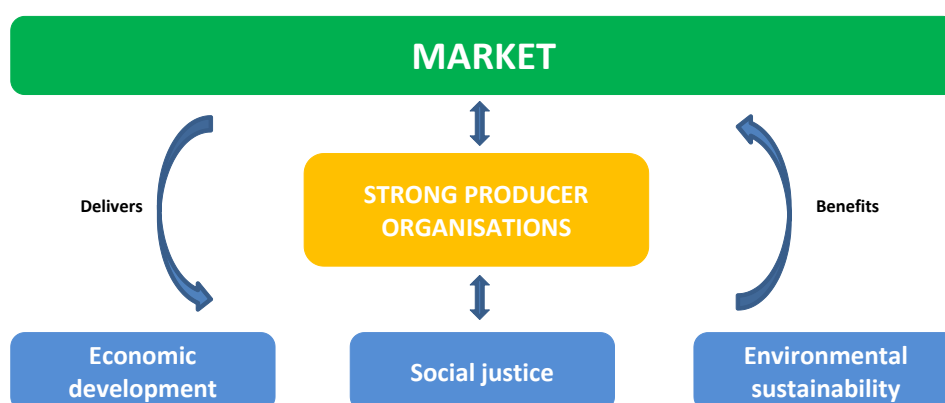 MARKET
Delivers
STRONG PRODUCER
ORGANISATIONS
Benefits
Economic
development
Social justice
Environmental
sustainability